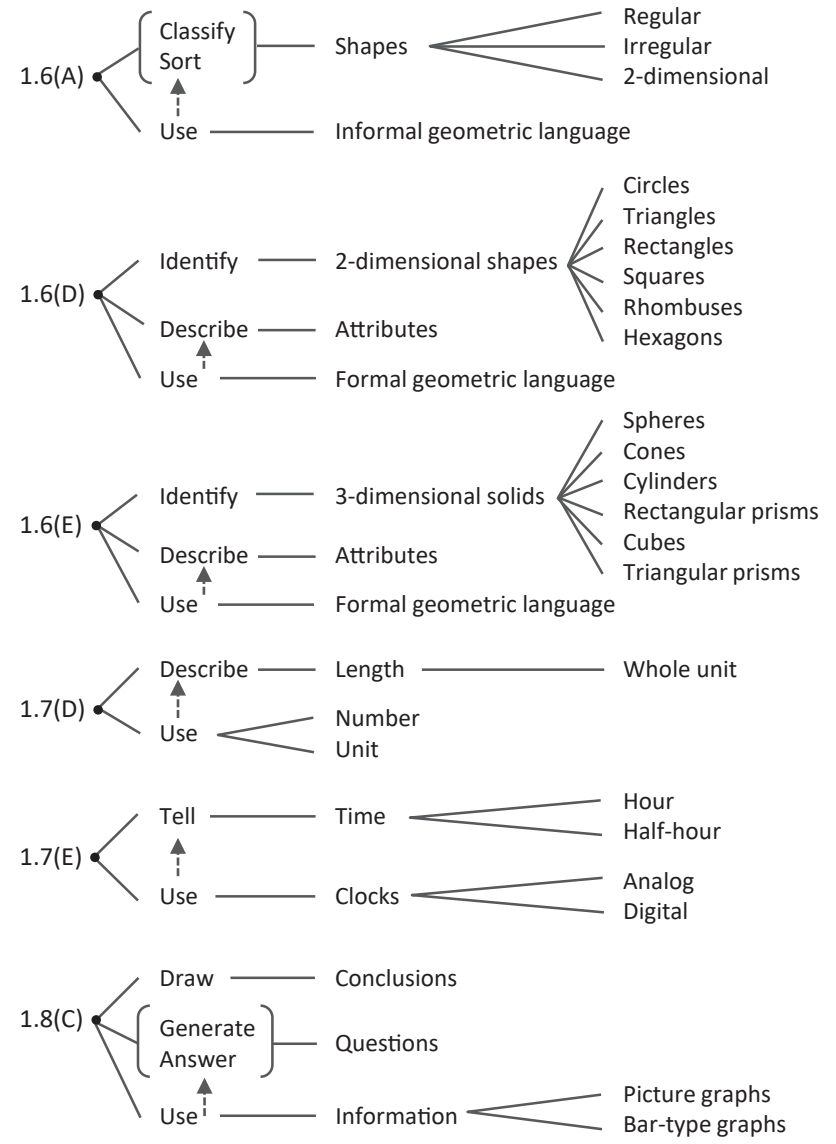 1.6(A)
Classify
Sort
Shapes
Regular
Irregular
2-dimensional
Use
Informal geometric language
1.6(D)
Identify
2-dimensional shapes
Circles
Triangles
Rectangles
Squares
Rhombuses
Hexagons
Describe
Attributes
Use
Formal geometric language
1.6(E)
Identify
3-dimensional solids
Spheres
Cones
Cylinders
Rectangular prisms
Cubes
Triangular prisms
Describe
Attributes
Use
Formal geometric language
1.7(D)
Describe
Length
Whole unit
Use
Number
Unit
1.7(E)
Tell
Time
Hour
Half-hour
Use
Clocks
Analog
Digital
1.8(C)
Draw
Conclusions
Generate
Answer
Questions
Use
Information
Picture graphs
Bar-type graphs